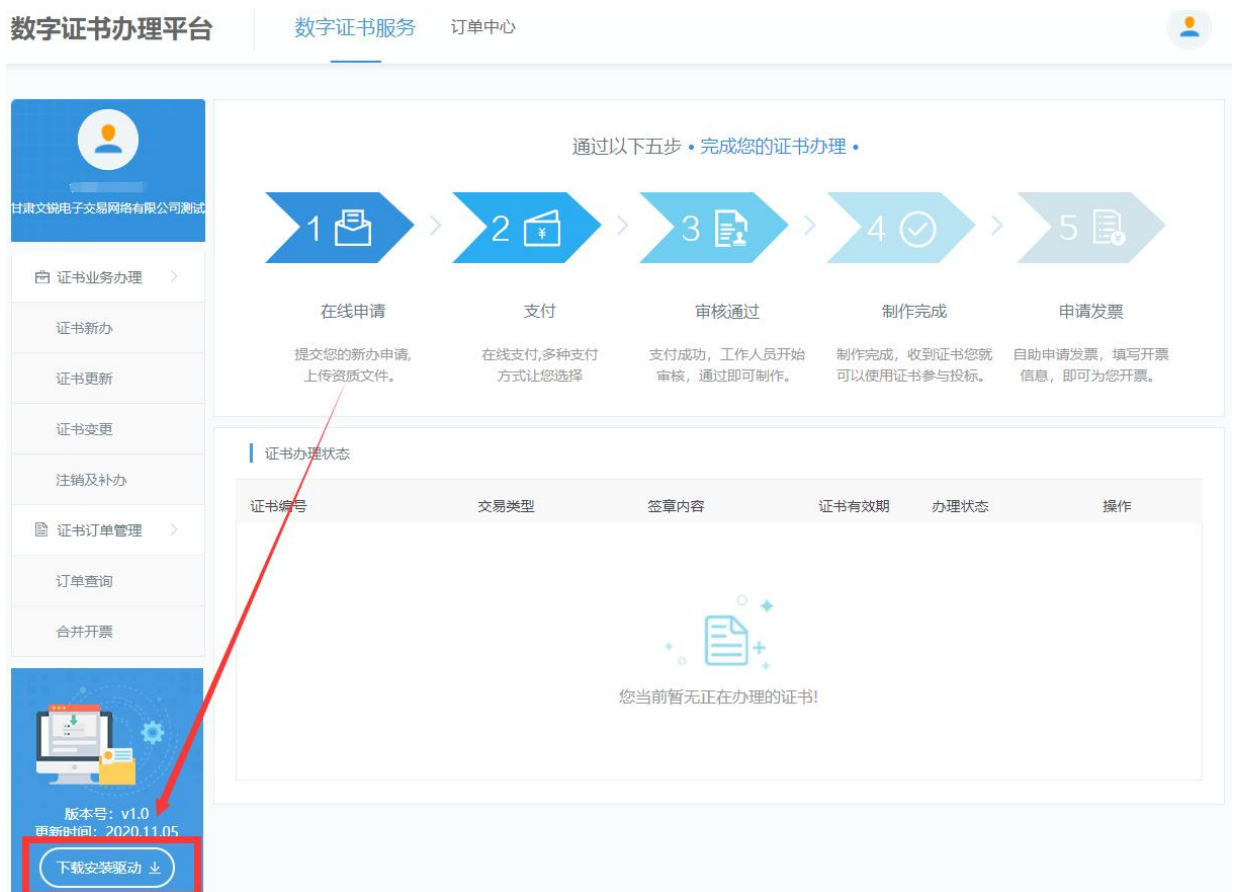 数字证书办理平台
数字证书服务
订单中心
甘肃文锐电子交易网络有限公司测试
证书业务办理
证书新办
证书更新
证书变更
注销及补办
证书订单管理
订单查询
合并开票
版本号：v1.0
更新时间：2020.11.05
下载安装驱动
通过以下五步 • 完成您的证书办理 •
1
2
3
4
5
在线申请
提交您的新办申请,
上传资质文件。
支付
在线支付,多种支付
方式让您选择
审核通过
支付成功，工作人员开始
审核，通过即可制作。
制作完成
制作完成，收到证书您就
可以使用证书参与投标。
申请发票
自助申请发票，填写开票
信息，即可为您开票。
证书办理状态
证书编号 交易类型 签章内容 证书有效期 办理状态 操作
您当前暂无正在办理的证书!